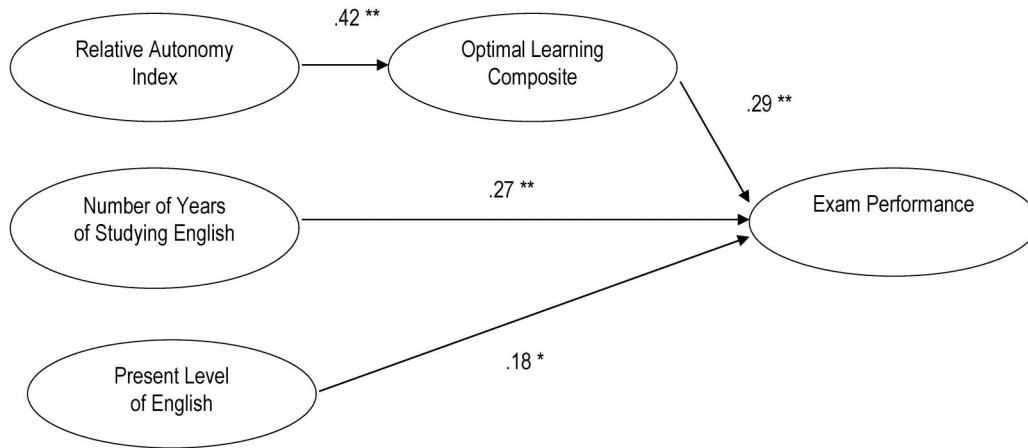 .42 **
Relative Autonomy
Index
Optimal Learning
Composite
.29 **
Number of Years
of Studying English
.27 **
Exam Performance
Present Level
of English
.18 *